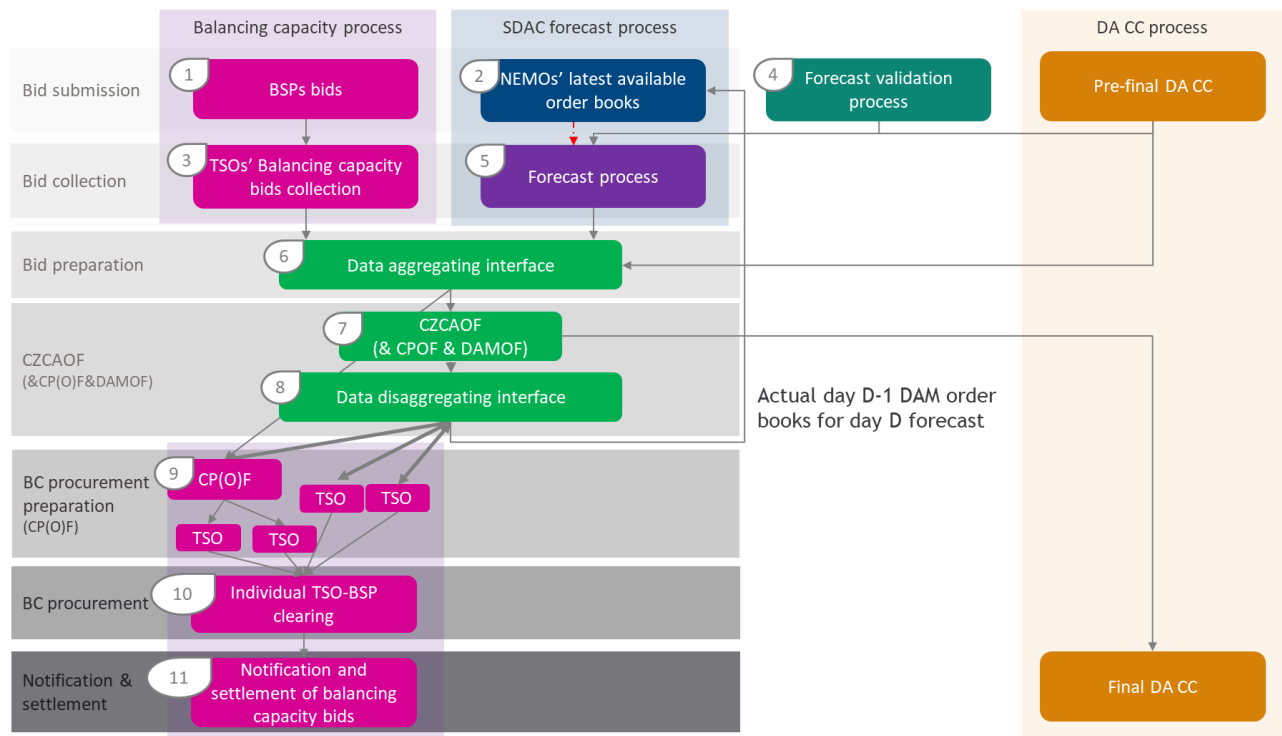 Balancing capacity process
SDAC forecast process
DA CC process
Bid submission
1
BSPs bids
2
NEMOs’ latest available
order books
4
Forecast validation
process
Pre-final DA CC
Bid collection
3
TSOs’ Balancing capacity
bids collection
5
Forecast process
Bid preparation
6
Data aggregating interface
CZCAOF
(&CP(O)F&DAMOF)
7
CZCAOF
(& CPOF & DAMOF)
8
Data disaggregating interface
Actual day D-1 DAM order
books for day D forecast
BC procurement
preparation
(CP(O)F)
9
CP(O)F
TSO
TSO
TSO
TSO
BC procurement
10
Individual TSO-BSP
clearing
Notification &
settlement
11
Notification and
settlement of balancing
capacity bids
Final DA CC